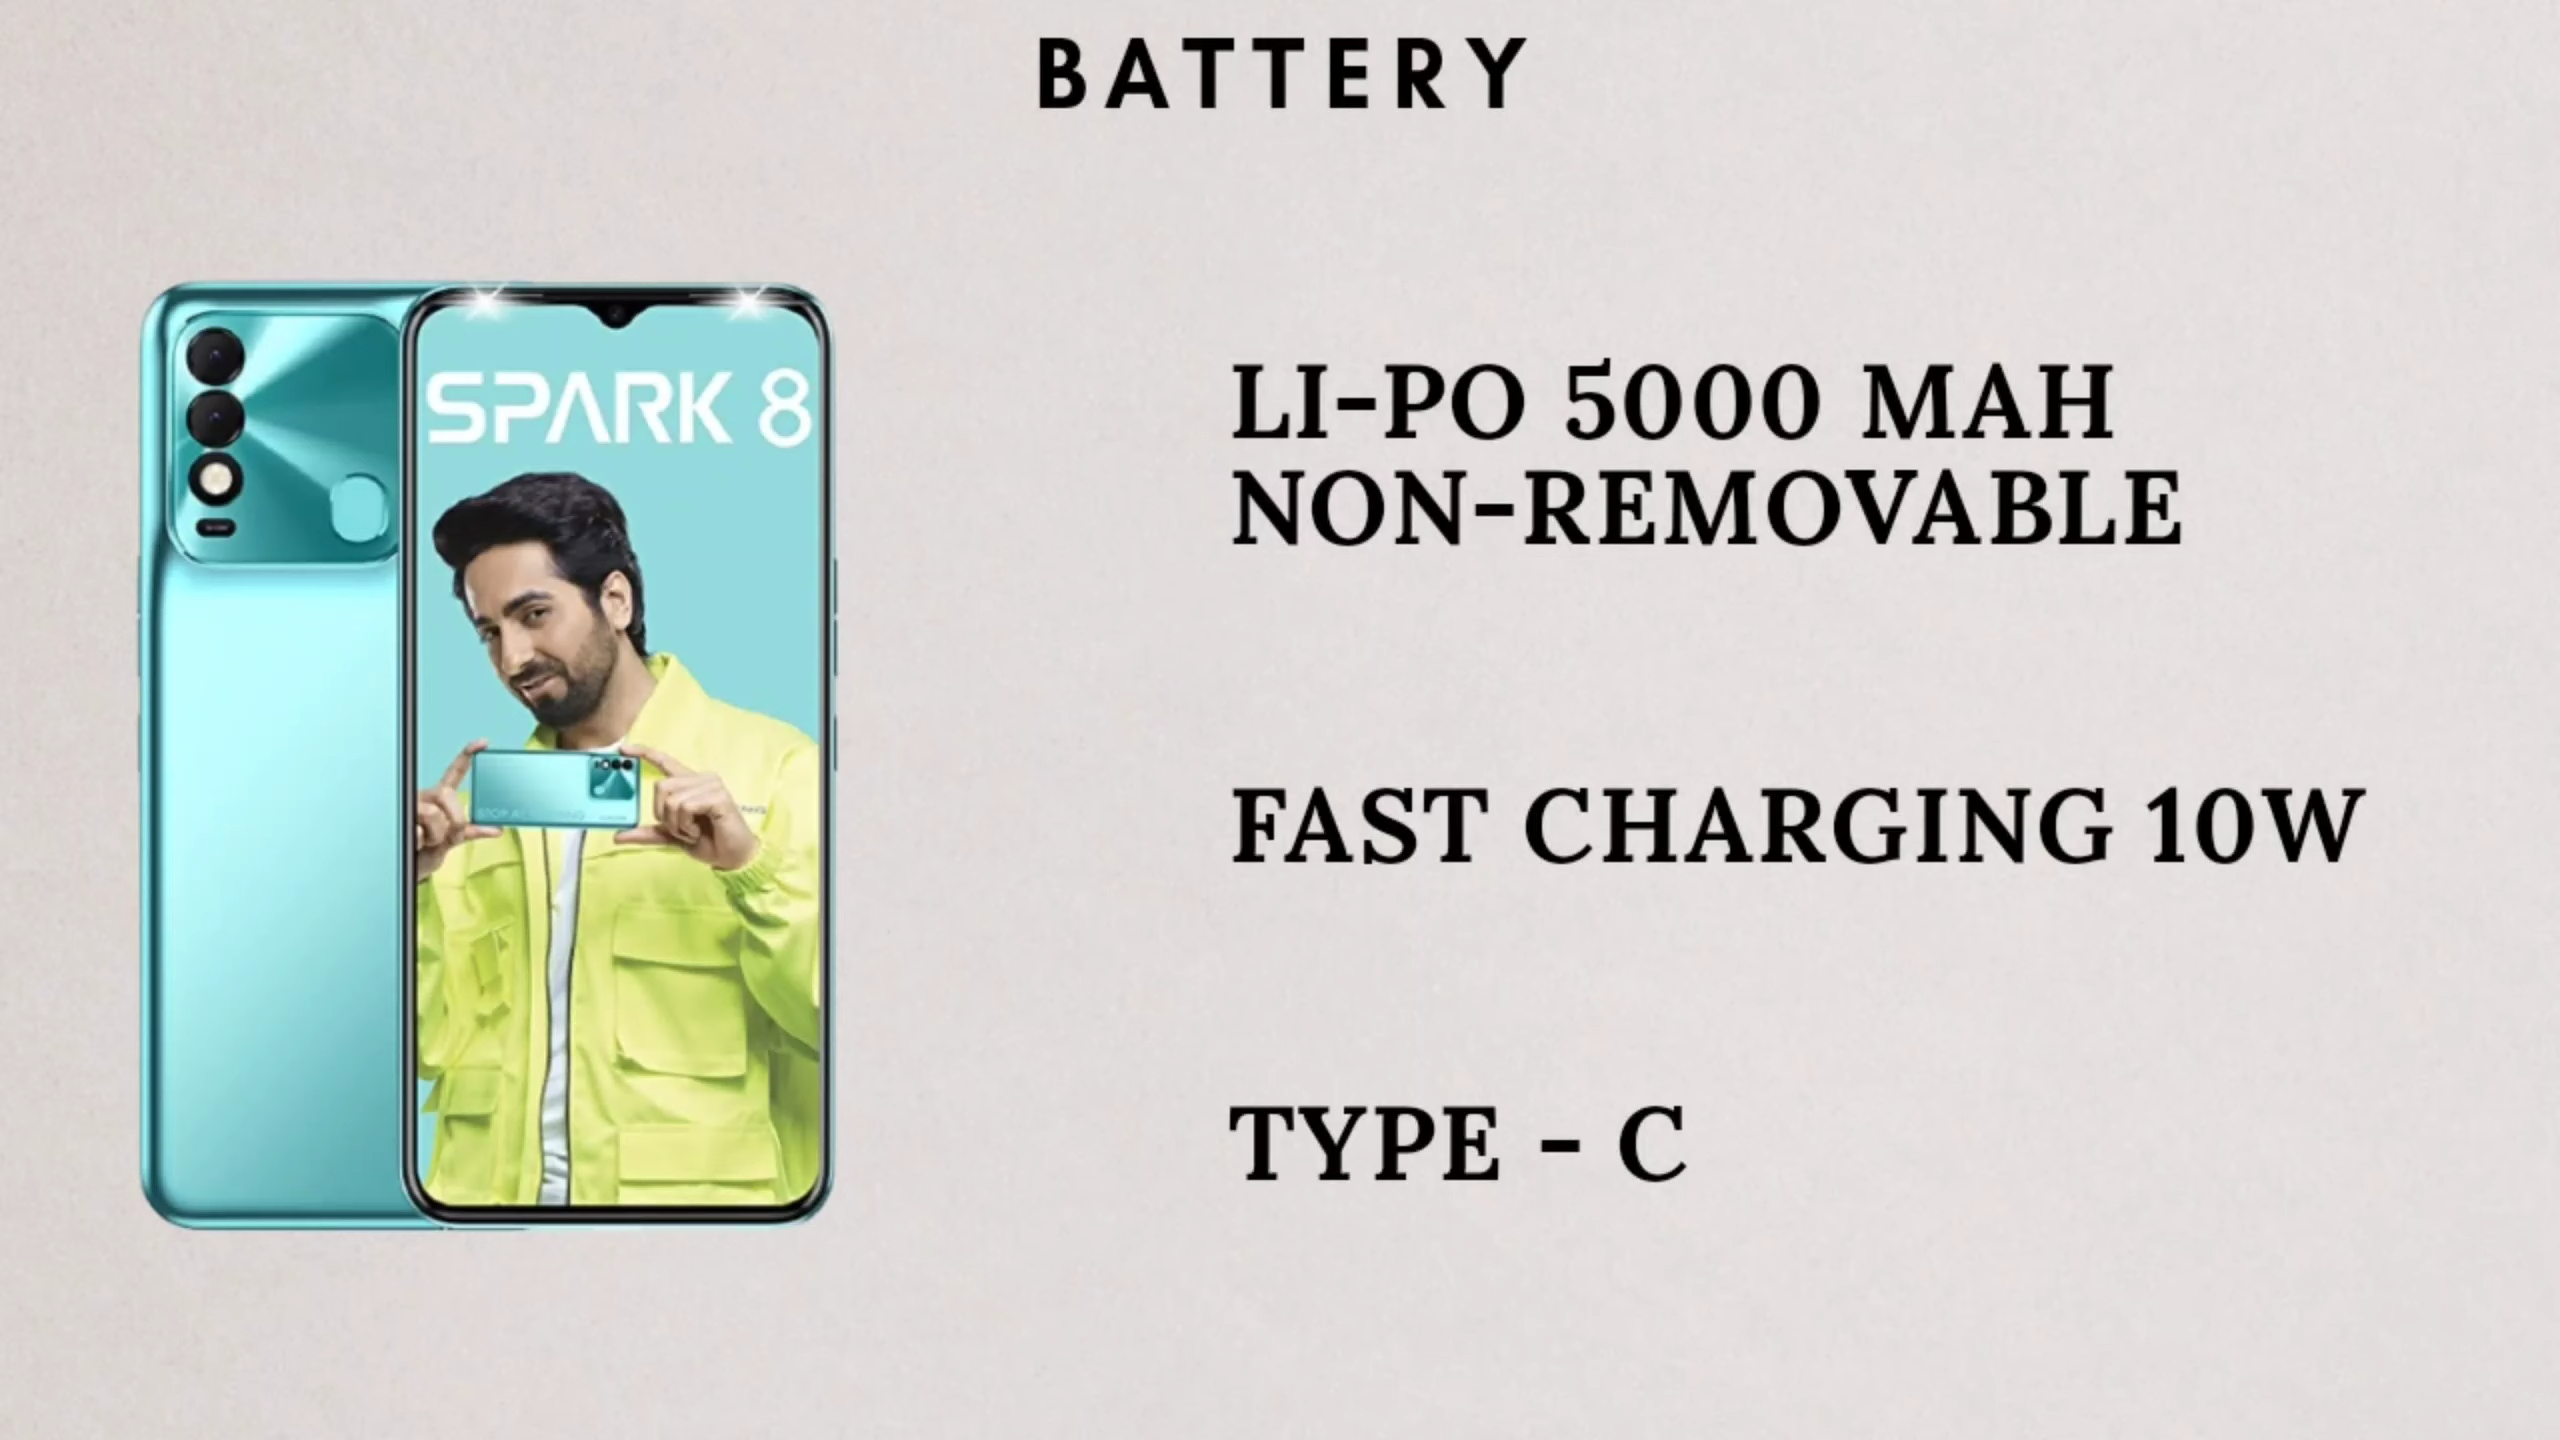 BATTERY
SPARK 8
LI-PO 5000 MAH
NON-REMOVABLE
FAST CHARGING 10W
TYPE - C